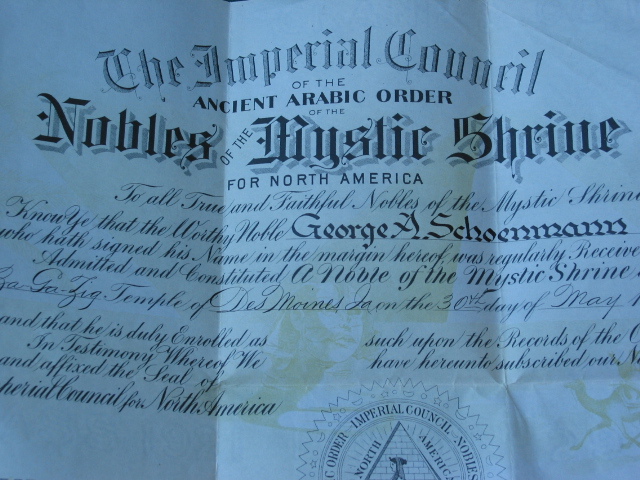 The Imperial Council
OF THE
ANCIENT ARABIC ORDER
OF THE
Nobles OF THE Mystic Shrine
FOR NORTH AMERICA
To all True and Faithful Nobles of the Mystic Shrine
Know Ye that the Worthy Noble George A. Schoenmann
who hath signed his Name in the margin hereof was regularly Receive
Admitted and Constituted A Noble of the Mystic Shrine
Za-Ga-Zig Temple of Des Moines Ia on the 30th day of May
and that he is duly Enrolled as such upon the Records of the
In Testimony Whereof We have hereunto subscribed our
and affixed the Seal of
perial Council for North America
C ORDER IMPERIAL COUNCIL NOBLES
NORTH AMERICA